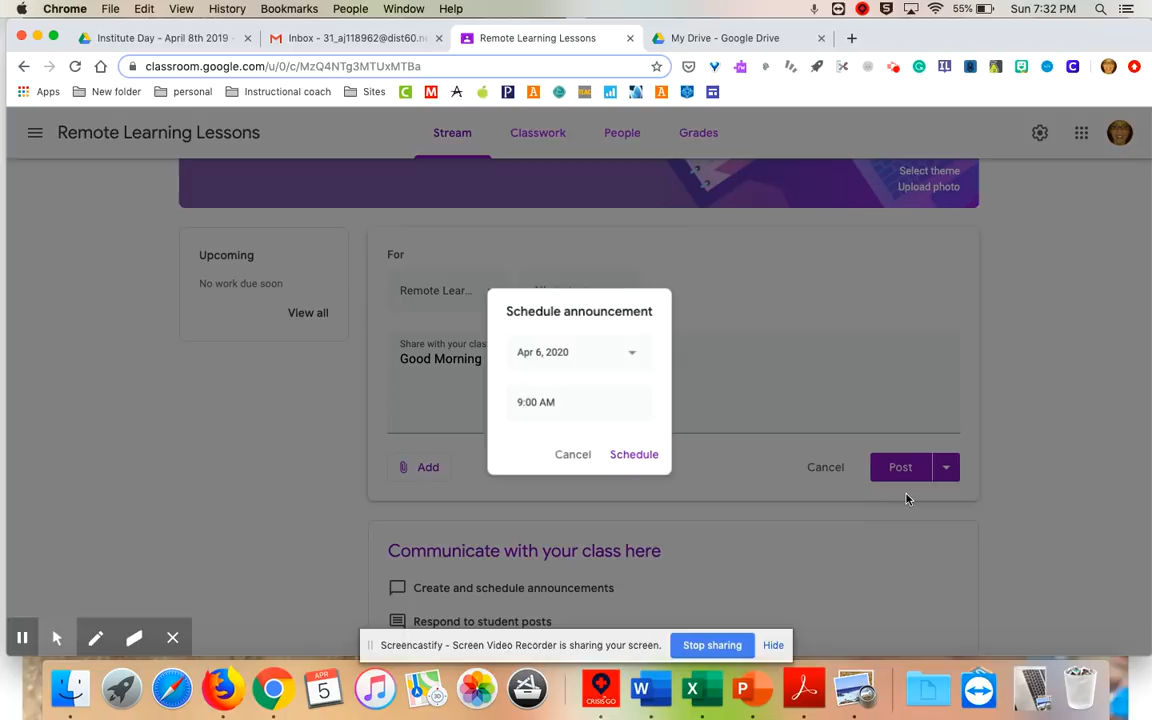 Chrome File Edit View History Bookmarks People Window Help 55% Sun 7:32 PM
Institute Day - April 8th 2019 Inbox - 31_aj118962@dist60.ne Remote Learning Lessons My Drive - Google Drive
classroom.google.com/u/0/c/MzQ4NTg3MTUxMTBa
Apps New folder personal Instructional coach Sites
Remote Learning Lessons Stream Classwork People Grades
Select theme
Upload photo
Upcoming
No work due soon
View all
For
Remote Lear...
Share with your clas
Good Morning
Schedule announcement
Apr 6, 2020
9:00 AM
Cancel Schedule
Add Cancel Post
Communicate with your class here
Create and schedule announcements
Respond to student posts
Screencastify - Screen Video Recorder is sharing your screen. Stop sharing Hide
APR
5
CRISISGO